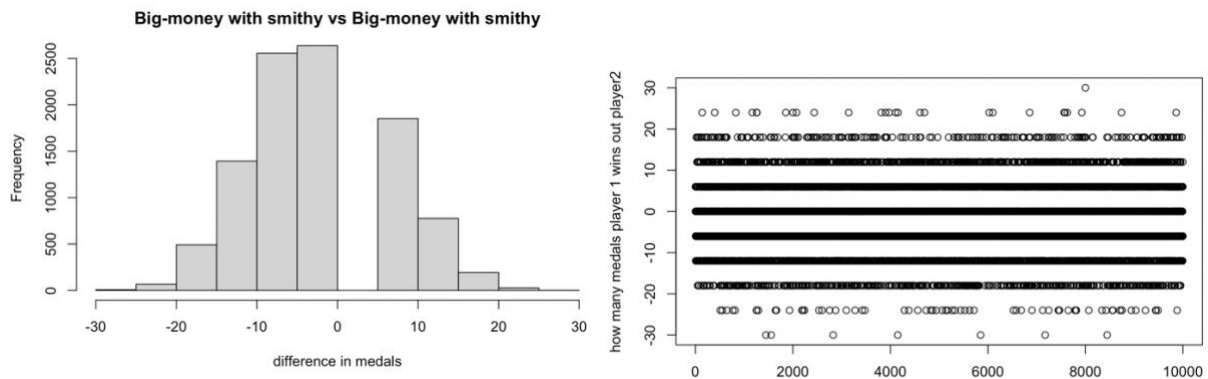 Big-money with smithy vs Big-money with smithy
Frequency
2500
2000
1500
1000
500
0
-30 -20 -10 0 10 20 30
difference in medals
how many medals player 1 wins out player2
30
20
10
0
-10
-20
-30
0 2000 4000 6000 8000 10000